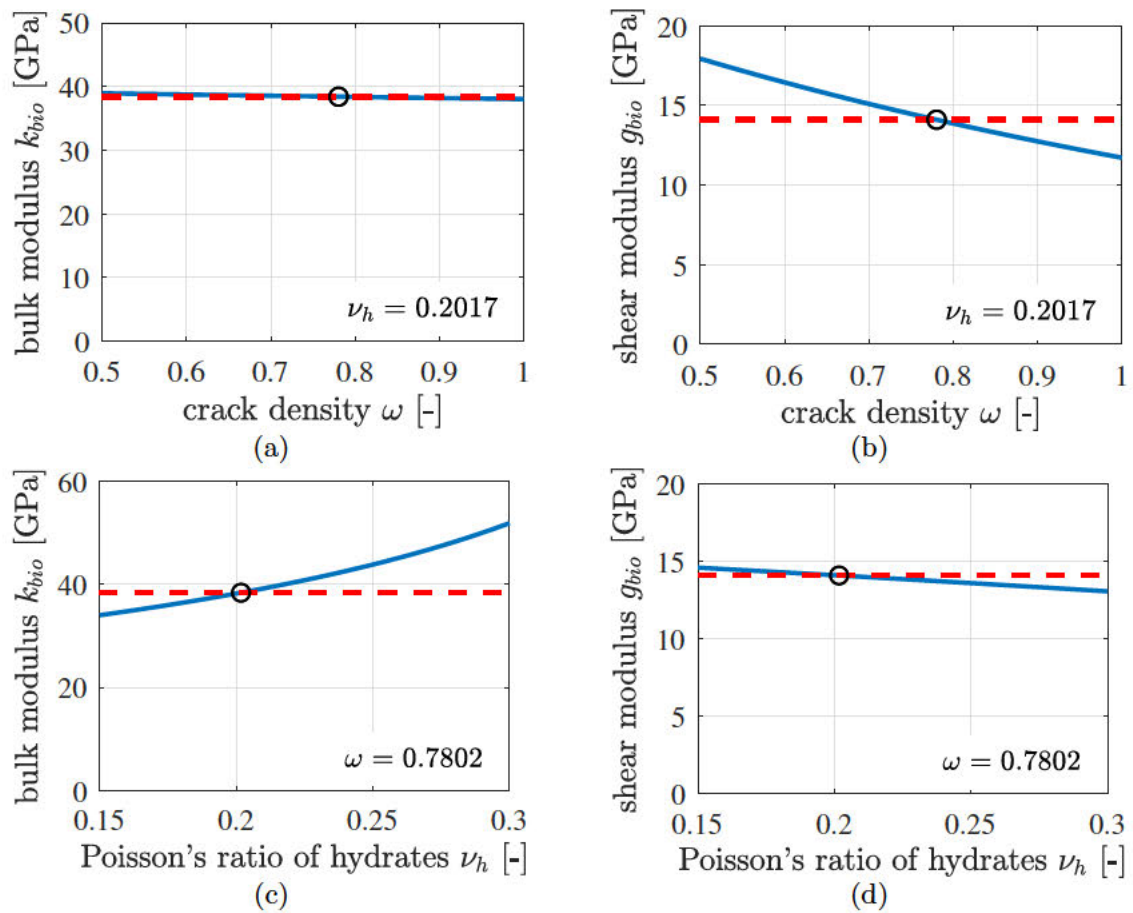 bulk modulus k_bio [GPa]
50
40
30
20
10
0
ν_h = 0.2017
0.5 0.6 0.7 0.8 0.9 1
crack density ω [-]
(a)
shear modulus g_bio [GPa]
20
15
10
5
0
ν_h = 0.2017
0.5 0.6 0.7 0.8 0.9 1
crack density ω [-]
(b)
bulk modulus k_bio [GPa]
60
40
20
0
ω = 0.7802
0.15 0.2 0.25 0.3
Poisson's ratio of hydrates ν_h [-]
(c)
shear modulus g_bio [GPa]
20
15
10
5
0
ω = 0.7802
0.15 0.2 0.25 0.3
Poisson's ratio of hydrates ν_h [-]
(d)